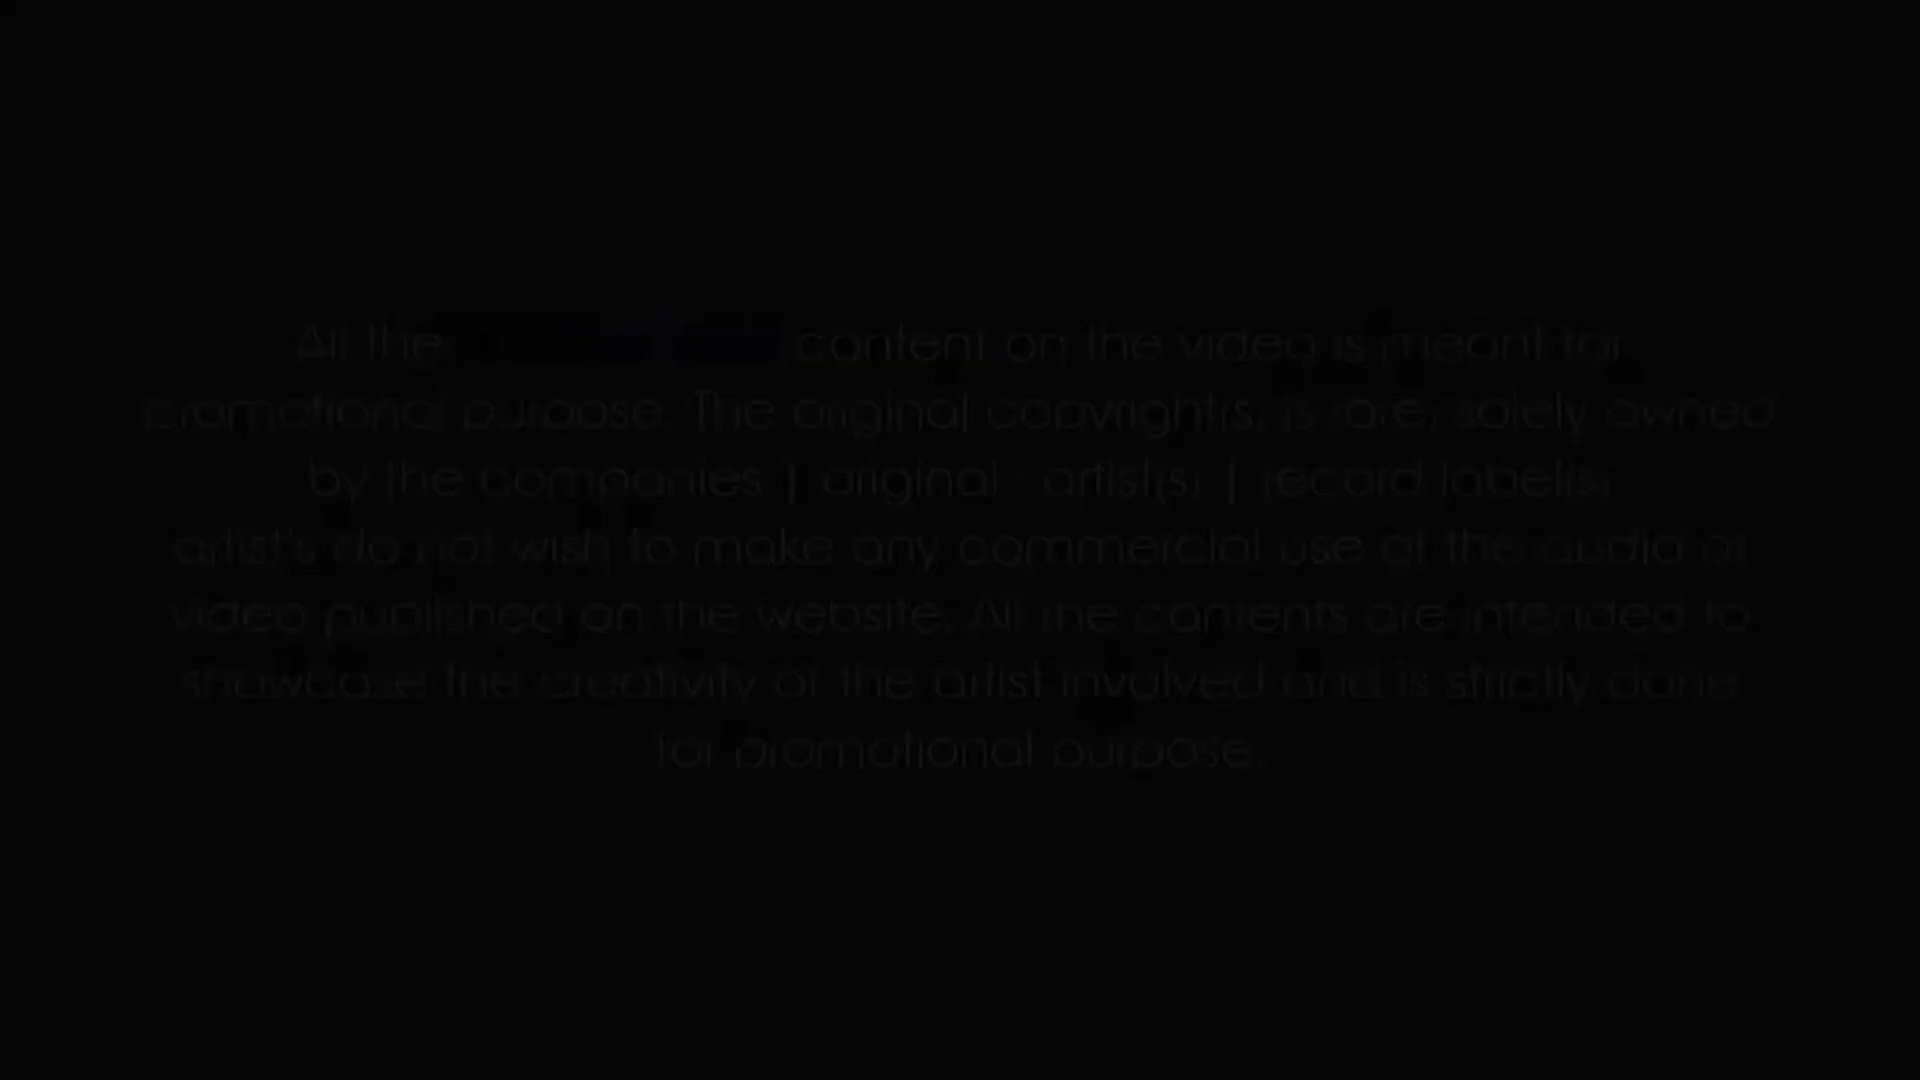 All the content on the video is meant for
promotional purpose. The original copyright(s) is (are) solely owned
by the companies | original artist(s) | record label(s)
artist's do not wish to make any commercial use of the audio or
video published on the website. All the contents are intended to
showcase the creativity of the artist involved and is strictly done
for promotional purpose.